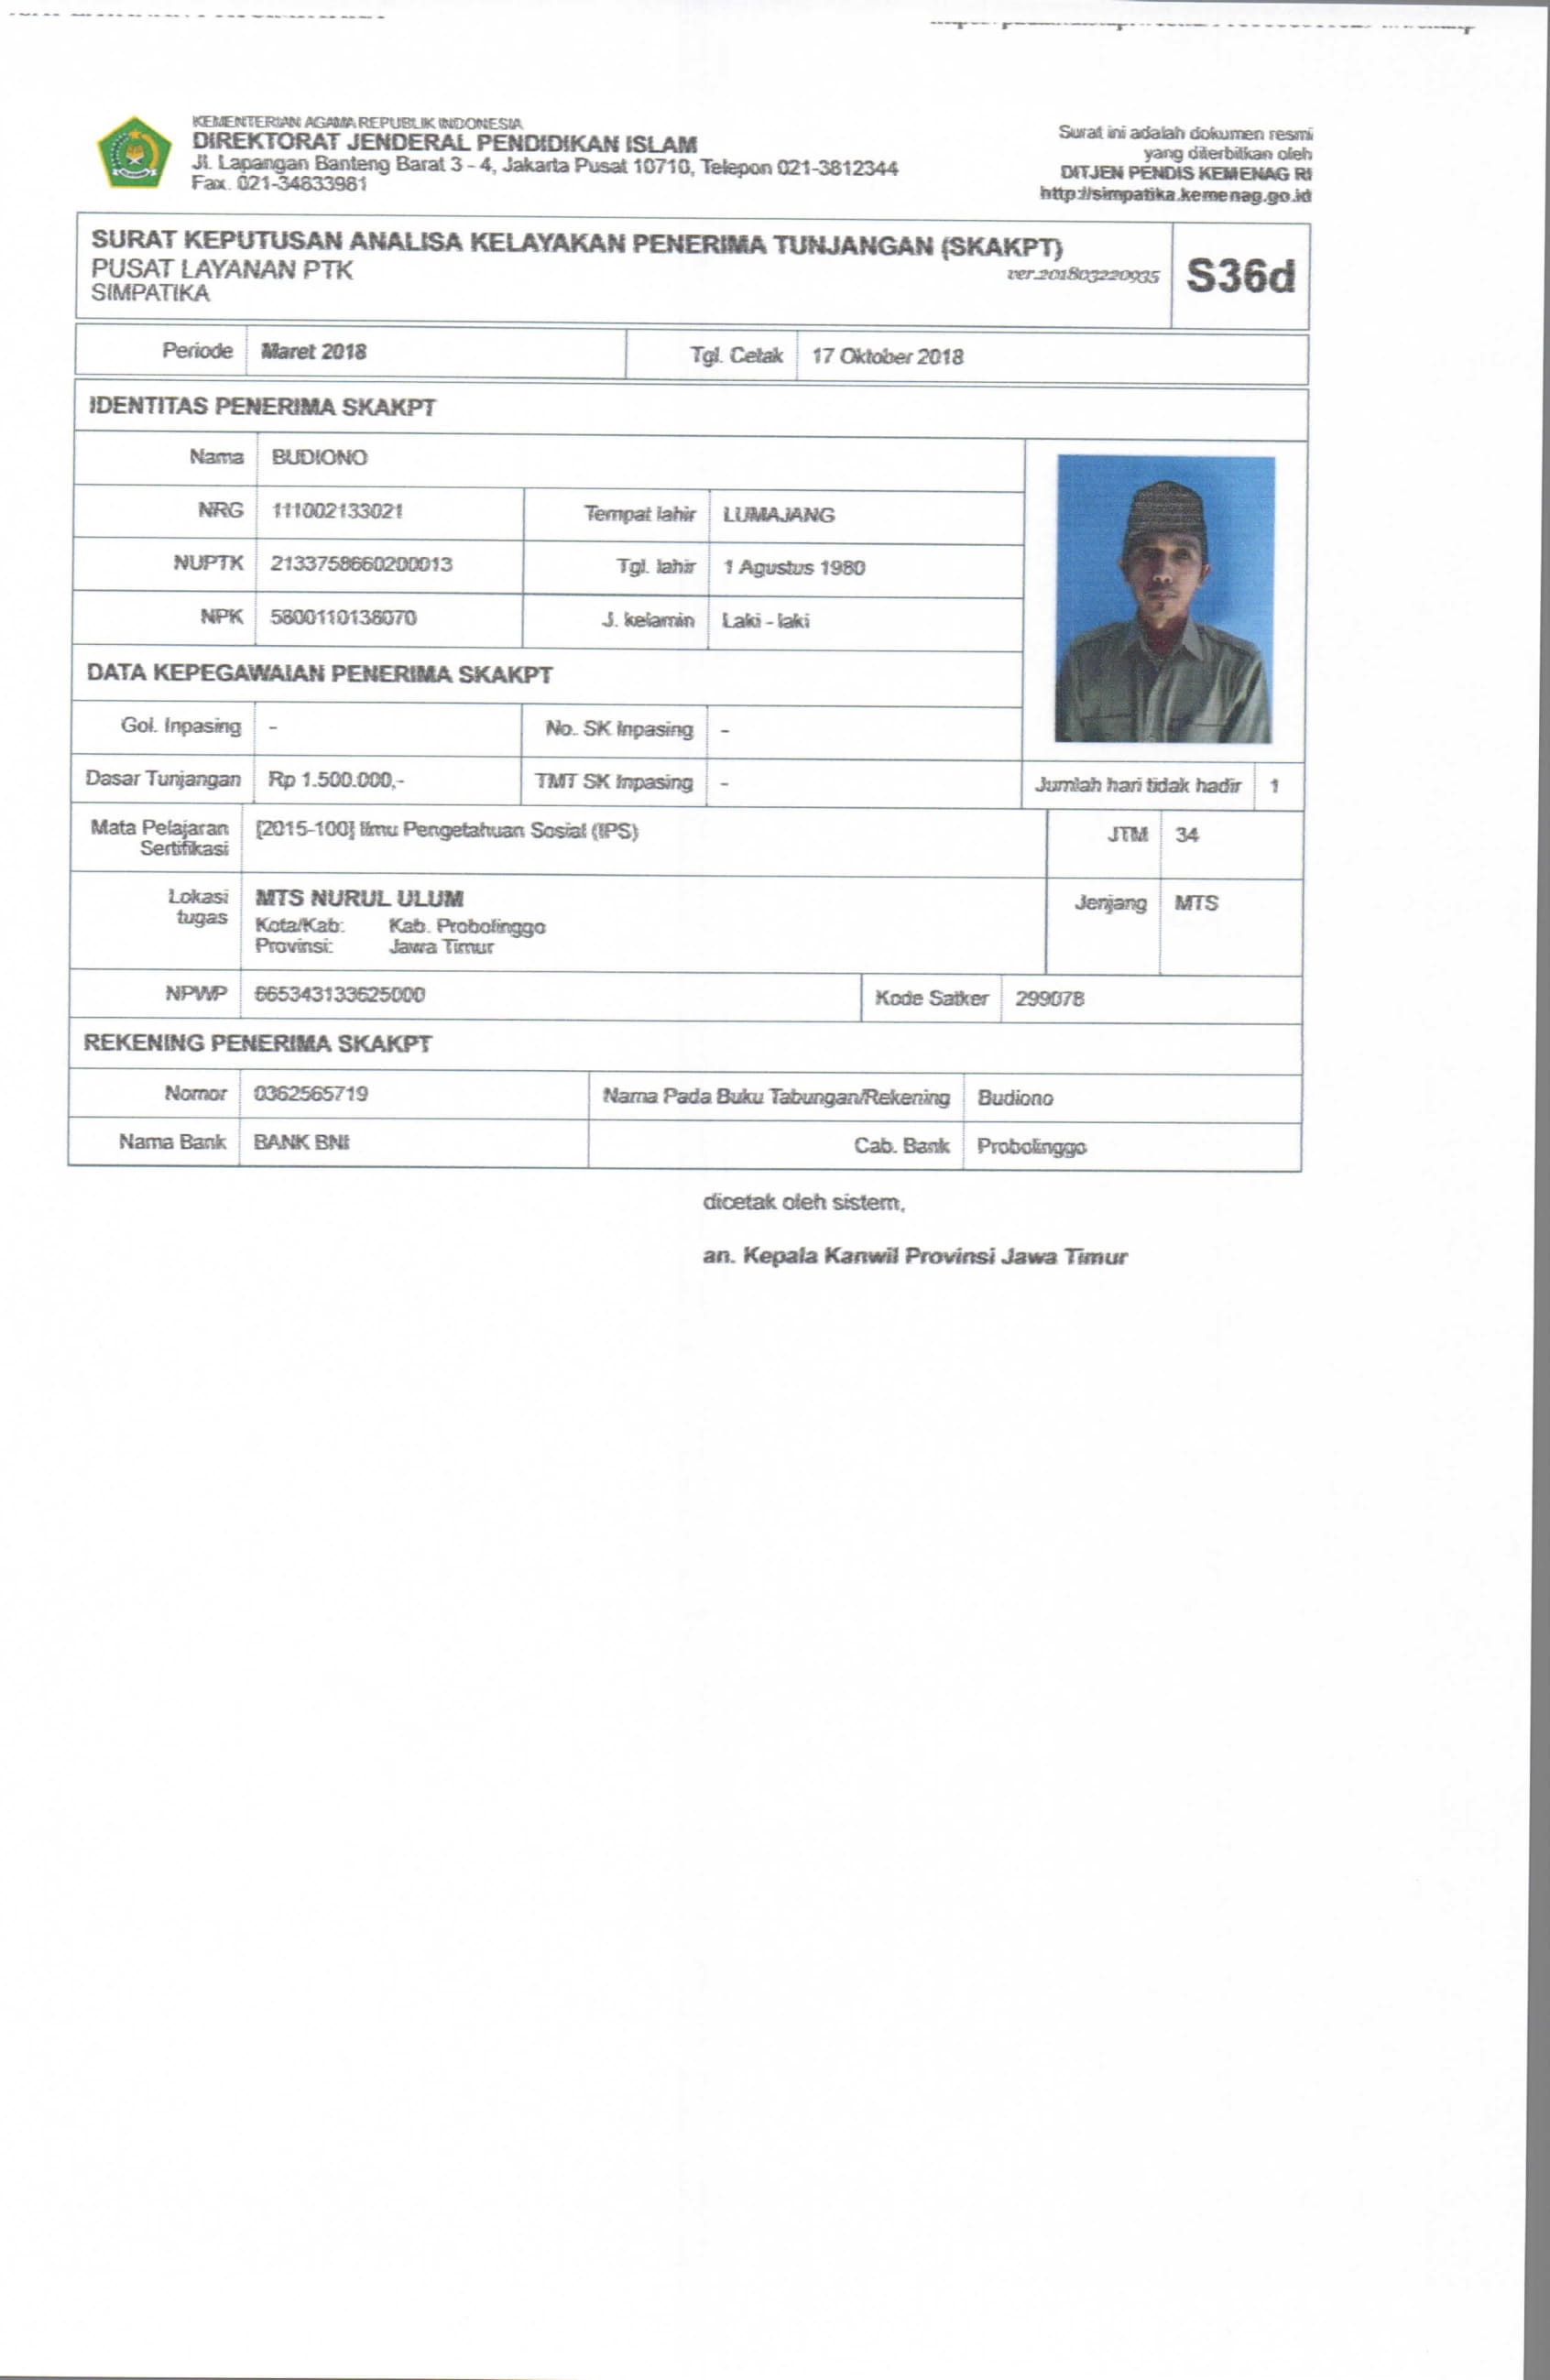 KEMENTERIAN AGAMA REPUBLIK INDONESIA
DIREKTORAT JENDERAL PENDIDIKAN ISLAM
Jl. Lapangan Banteng Barat 3 - 4, Jakarta Pusat 10710, Telepon 021-3812344
Fax. 021-34833981
Surat ini adalah dokumen resmi
yang diterbitkan oleh
DITJEN PENDIS KEMENAG RI
http://simpatika.kemenag.go.id
SURAT KEPUTUSAN ANALISA KELAYAKAN PENERIMA TUNJANGAN (SKAKPT)
PUSAT LAYANAN PTK ver.201803220935
SIMPATIKA
S36d
Periode Maret 2018 Tgl. Cetak 17 Oktober 2018
IDENTITAS PENERIMA SKAKPT
Nama BUDIONO
NRG 111002133021 Tempat lahir LUMAJANG
NUPTK 2133758660200013 Tgl. lahir 1 Agustus 1980
NPK 5800110138070 J. kelamin Laki - laki
DATA KEPEGAWAIAN PENERIMA SKAKPT
Gol. Inpasing - No. SK Inpasing -
Dasar Tunjangan Rp 1.500.000,- TMT SK Inpasing - Jumlah hari tidak hadir 1
Mata Pelajaran [2015-100] Ilmu Pengetahuan Sosial (IPS) JTM 34
Sertifikasi
Lokasi MTS NURUL ULUM Jenjang MTS
tugas Kota/Kab: Kab. Probolinggo
Provinsi: Jawa Timur
NPWP 665343133625000 Kode Satker 299078
REKENING PENERIMA SKAKPT
Nomor 0362565719 Nama Pada Buku Tabungan/Rekening Budiono
Nama Bank BANK BNI Cab. Bank Probolinggo
dicetak oleh sistem,
an. Kepala Kanwil Provinsi Jawa Timur